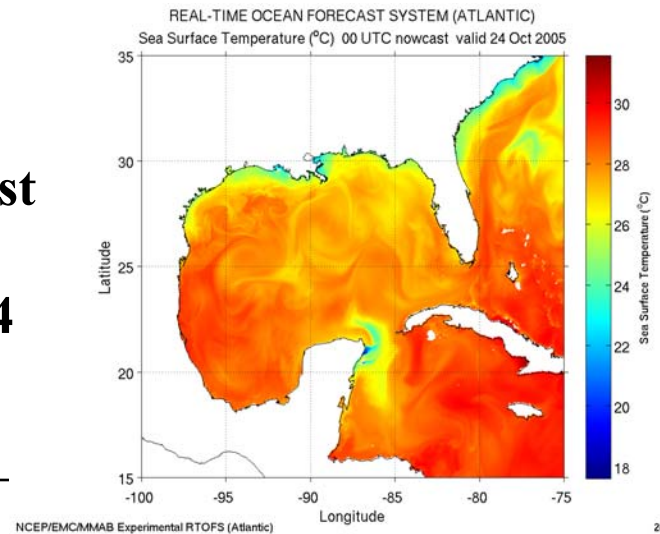 REAL-TIME OCEAN FORECAST SYSTEM (ATLANTIC)
Sea Surface Temperature (°C) 00 UTC nowcast valid 24 Oct 2005
st
4
35
30
25
20
15
Latitude
-100 -95 -90 -85 -80 -75
Longitude
30
28
26
24
22
20
18
Sea Surface Temperature (°C)
NCEP/EMC/MMAB Experimental RTOFS (Atlantic)
2